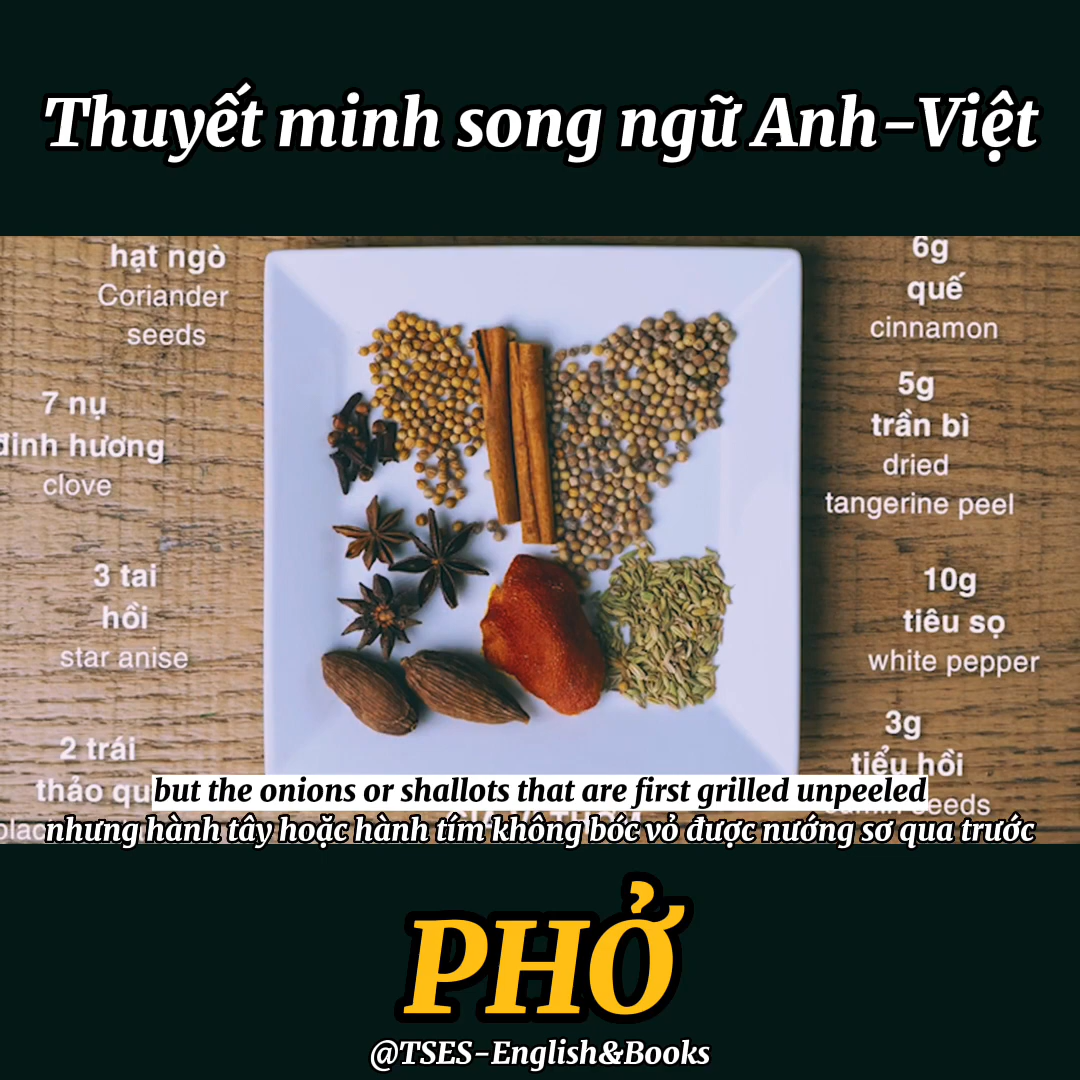 Thuyết minh song ngữ Anh-Việt
hạt ngò
Coriander
seeds
7 nụ
đinh hương
clove
3 tai
hồi
star anise
2 trái
thảo
6g
quế
cinnamon
5g
trần bì
dried
tangerine peel
10g
tiêu sọ
white pepper
3g
tiểu hồi
seeds
but the onions or shallots that are first grilled unpeeled
nhưng hành tây hoặc hành tím không bóc vỏ được nướng sơ qua trước
PHỞ
@TSES-English&Books